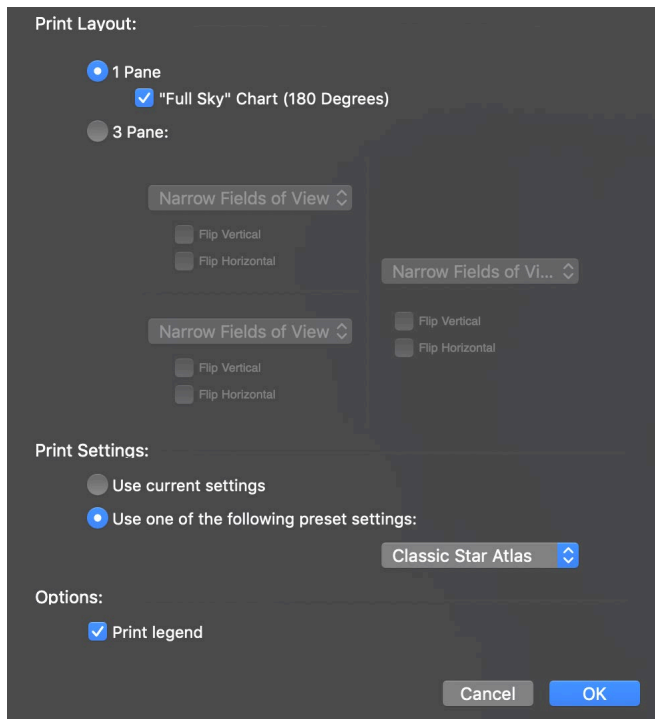 Print Layout:
1 Pane
"Full Sky" Chart (180 Degrees)
3 Pane:
Narrow Fields of View
Flip Vertical
Flip Horizontal
Narrow Fields of Vi...
Flip Vertical
Flip Horizontal
Narrow Fields of View
Flip Vertical
Flip Horizontal
Print Settings:
Use current settings
Use one of the following preset settings:
Classic Star Atlas
Options:
Print legend
Cancel OK